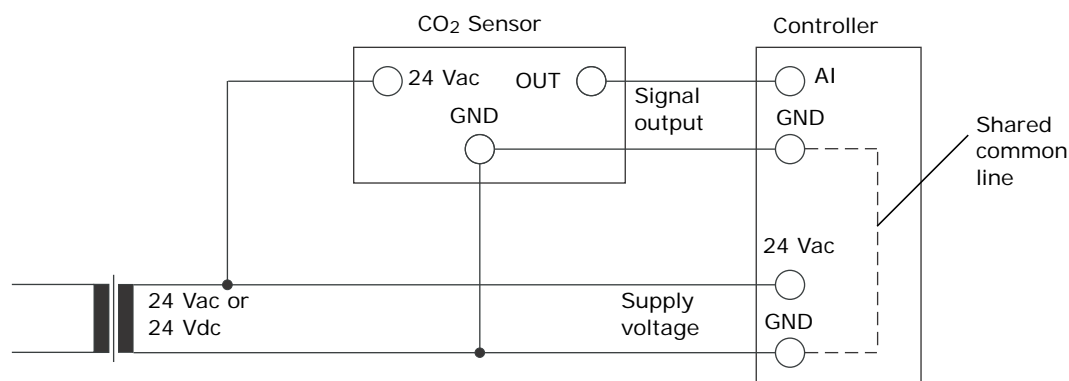 CO₂ Sensor
Controller
24 Vac
OUT
AI
Signal
output
GND
GND
Shared
common
line
24 Vac
24 Vac or
24 Vdc
Supply
voltage
GND